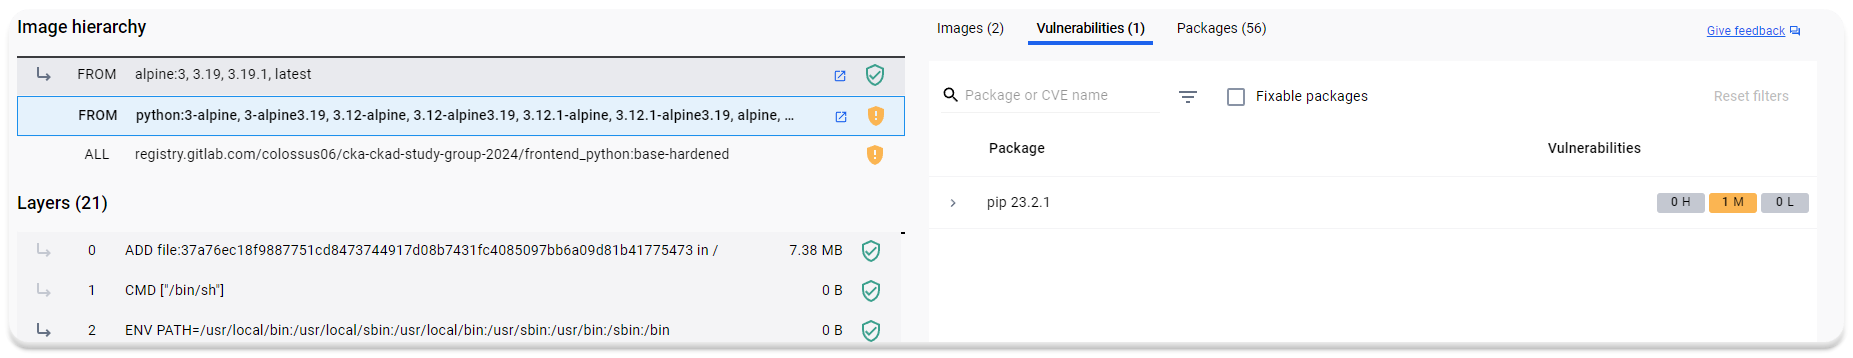 Image hierarchy
FROM alpine:3, 3.19, 3.19.1, latest
FROM python:3-alpine, 3-alpine3.19, 3.12-alpine, 3.12-alpine3.19, 3.12.1-alpine, 3.12.1-alpine3.19, alpine, ...
ALL registry.gitlab.com/colossus06/cka-ckad-study-group-2024/frontend_python:base-hardened
Layers (21)
0 ADD file:37a76ec18f9887751cd8473744917d08b7431fc4085097bb6a09d81b41775473 in / 7.38 MB
1 CMD ["/bin/sh"] 0 B
2 ENV PATH=/usr/local/bin:/usr/local/sbin:/usr/local/bin:/usr/sbin:/usr/bin:/sbin:/bin 0 B
Images (2) Vulnerabilities (1) Packages (56) Give feedback
Package or CVE name Fixable packages Reset filters
Package Vulnerabilities
pip 23.2.1 0 H 1 M 0 L